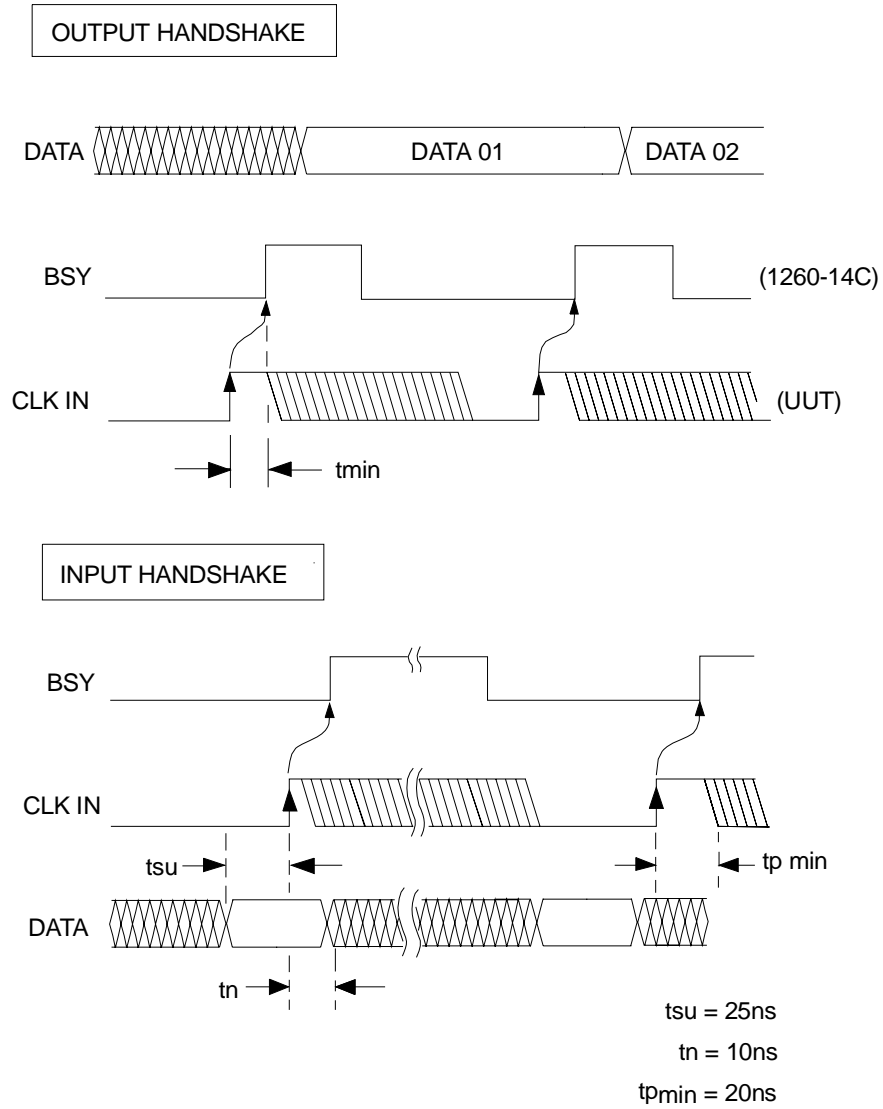 OUTPUT HANDSHAKE
DATA
DATA 01
DATA 02
BSY
(1260-14C)
CLK IN
(UUT)
tmin
INPUT HANDSHAKE
BSY
CLK IN
tsu
tp min
DATA
tn
tsu = 25ns
tn = 10ns
tpmin = 20ns